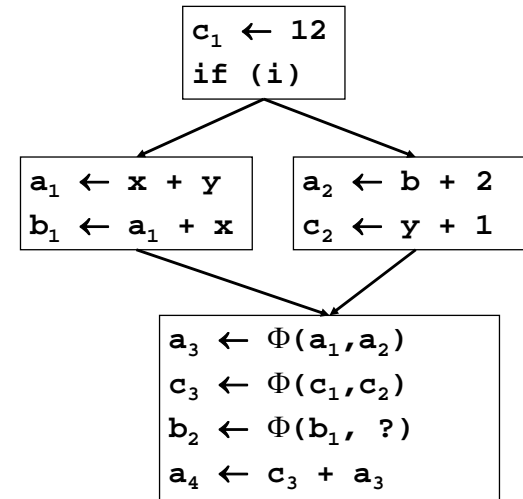 c₁ ← 12
if (i)
a₁ ← x + y
b₁ ← a₁ + x
a₂ ← b + 2
c₂ ← y + 1
a₃ ← Φ(a₁,a₂)
c₃ ← Φ(c₁,c₂)
b₂ ← Φ(b₁, ?)
a₄ ← c₃ + a₃